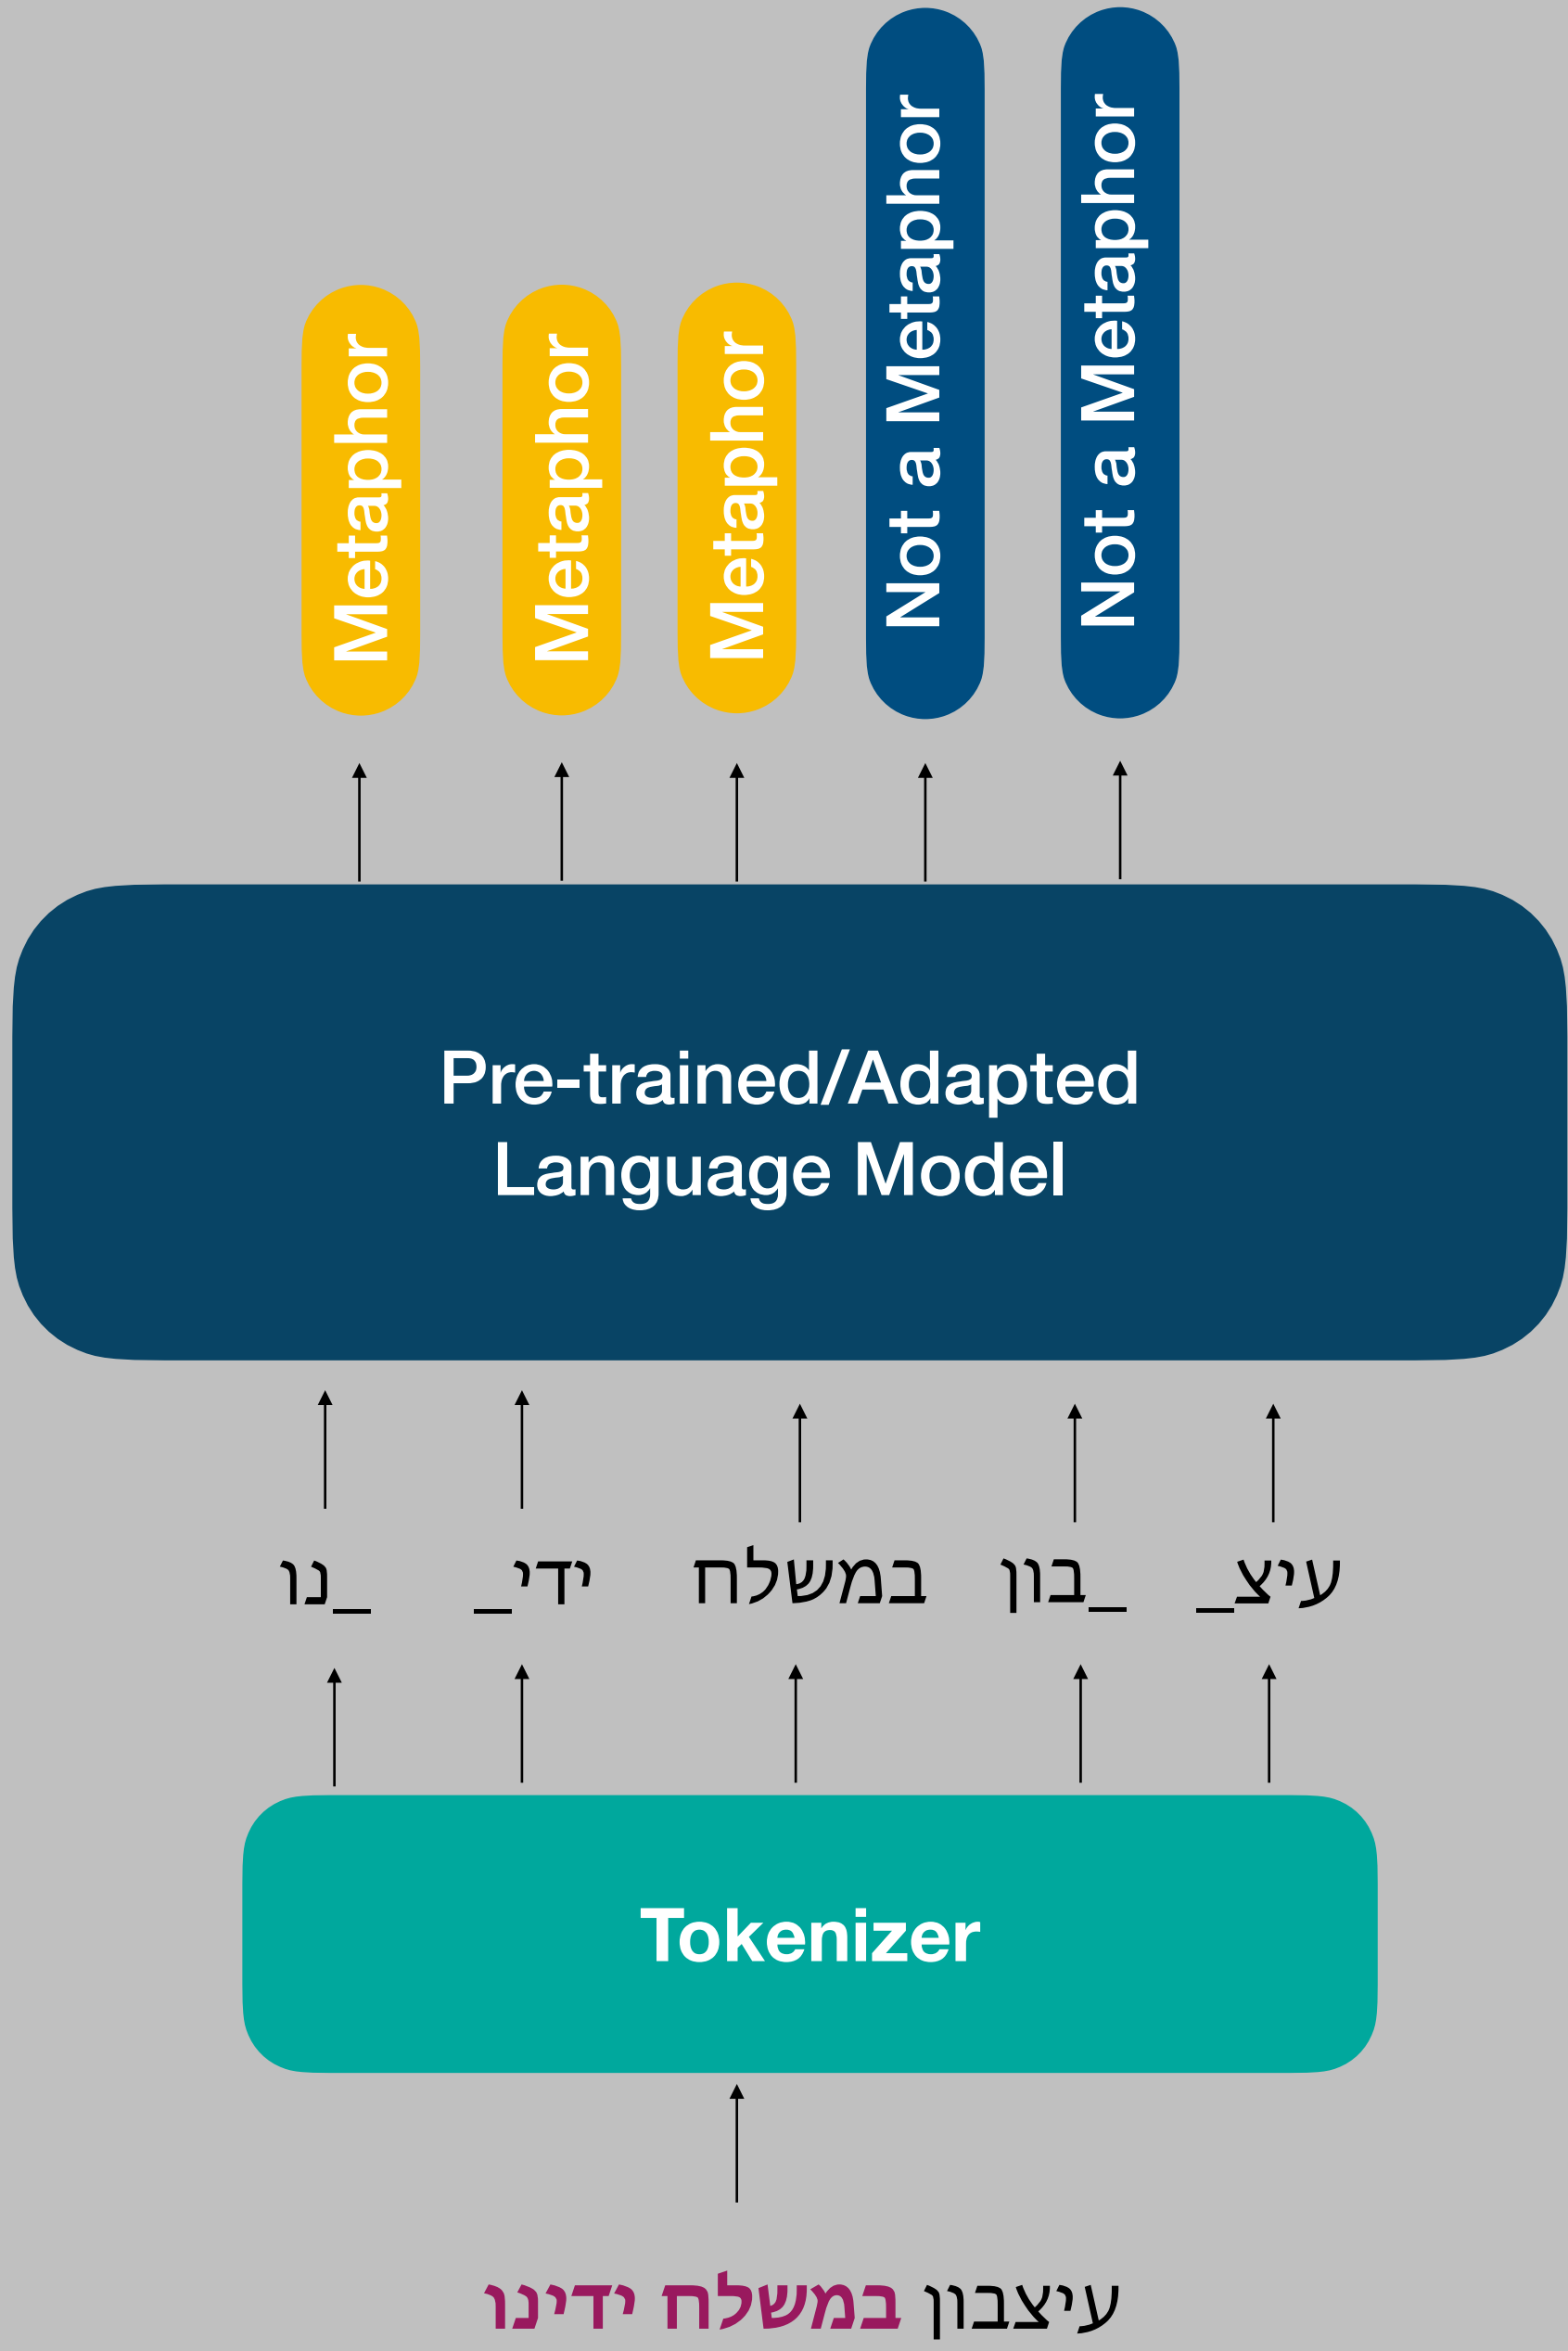 Metaphor
Metaphor
Metaphor
Not a Metaphor
Not a Metaphor
Pre-trained/Adapted
Language Model
עיצ_ _בון במשלח ידי_ _נו
Tokenizer
עיצבון במשלח ידינו